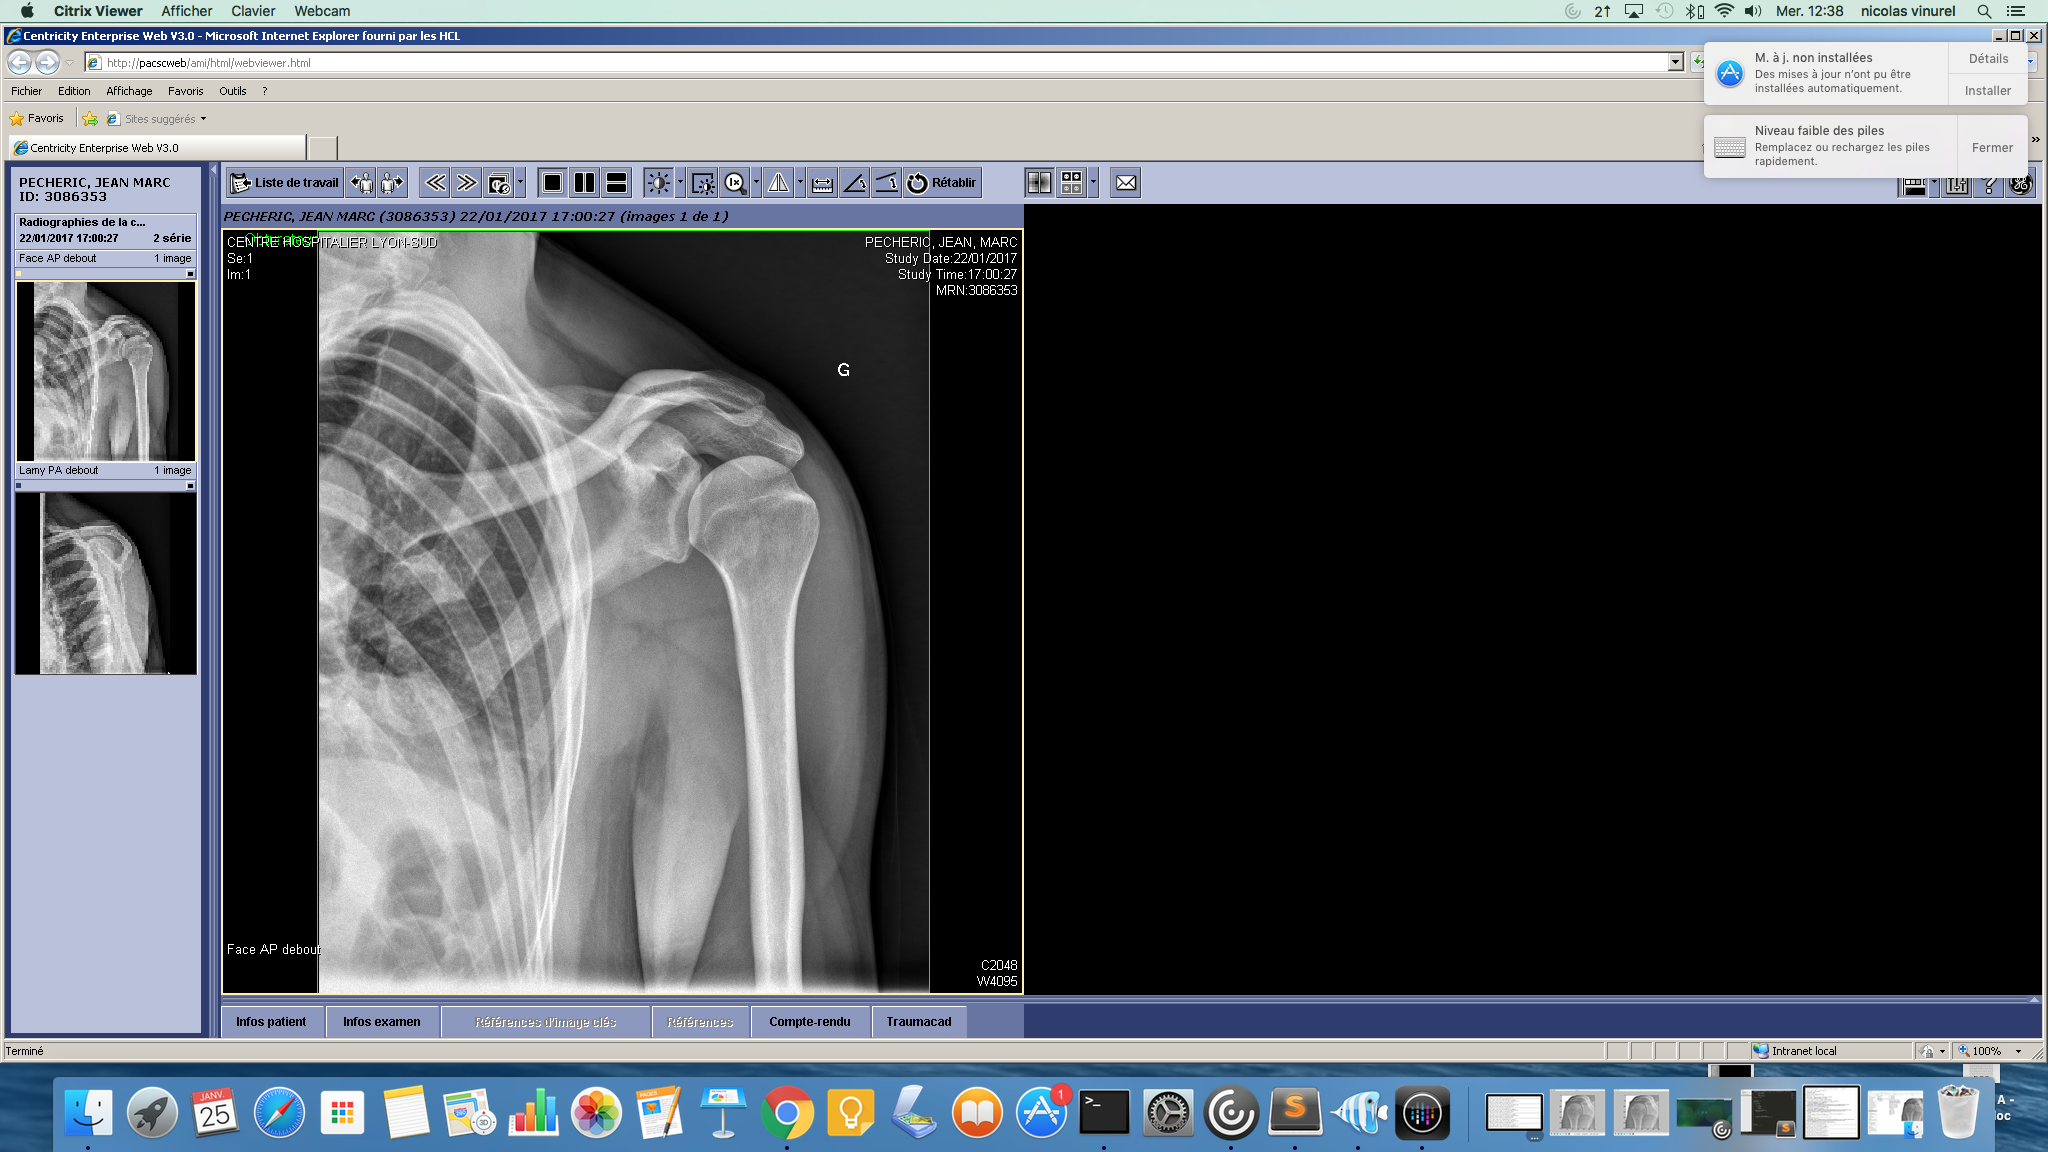 Citrix Viewer Afficher Clavier Webcam
2↑ Mer. 12:38 nicolas vinurel
Centricity Enterprise Web V3.0 - Microsoft Internet Explorer fourni par les HCL
http://pacscweb/ami/html/webviewer.html
Fichier Edition Affichage Favoris Outils ?
Favoris Sites suggérés
Centricity Enterprise Web V3.0
M. à j. non installées
Des mises à jour n'ont pu être
installées automatiquement.
Détails
Installer
Niveau faible des piles
Remplacez ou rechargez les piles
rapidement.
Fermer
PECHERIC, JEAN MARC
ID: 3086353
Radiographies de la c...
22/01/2017 17:00:27 2 série
Face AP debout 1 image
Lamy PA debout 1 image
Liste de travail
Rétablir
PECHERIC, JEAN MARC (3086353) 22/01/2017 17:00:27 (images 1 de 1)
CENTRE HOSPITALIER LYON-SUD
Se:1
Im:1
PECHERIC, JEAN, MARC
Study Date:22/01/2017
Study Time:17:00:27
MRN:3086353
G
Face AP debout
C2048
W4095
Infos patient Infos examen Références d'image clés Références Compte-rendu Traumacad
Terminé
Intranet local
100%
JANV.
25
1
PAGES
3D
S
A -
oc